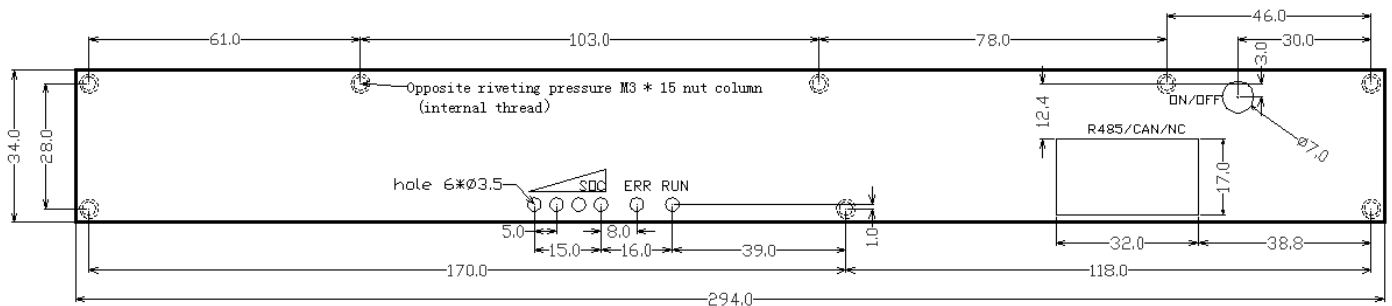 46.0
61.0
103.0
78.0
3.0
30.0
Opposite riveting pressure M3 * 15 nut column
(internal thread)
ON/OFF
12.4
R485/CAN/NC
ø7.0
34.0
28.0
17.0
hole 6*Ø3.5
SOC
ERR RUN
5.0
8.0
1.0
15.0
16.0
39.0
32.0
38.8
170.0
118.0
294.0